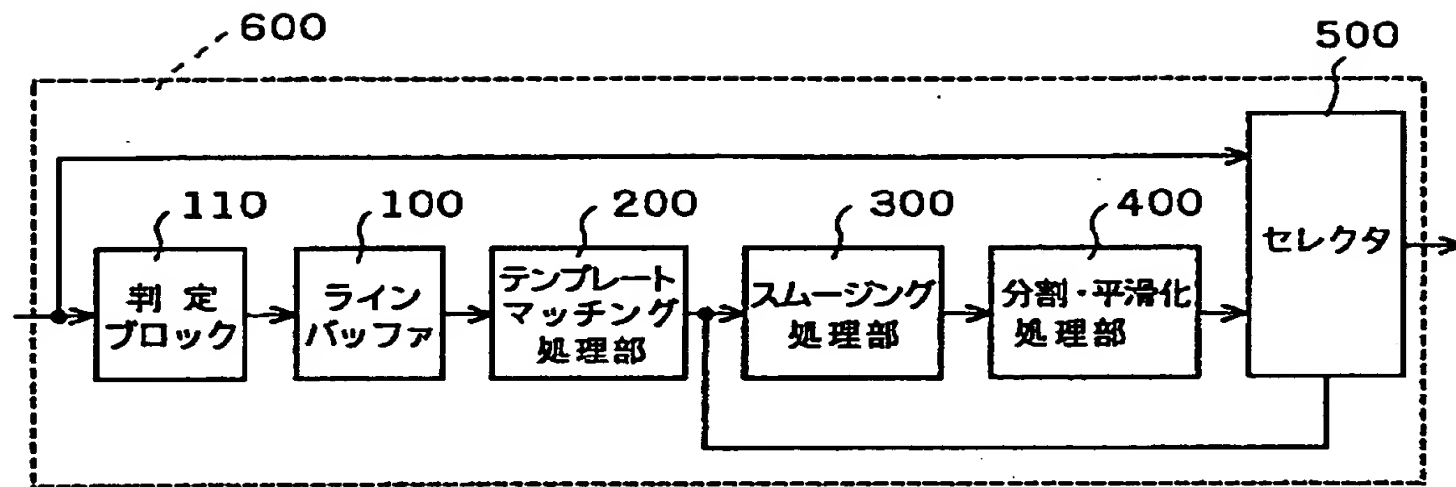 600
500
110
100
200
300
400
判定
ブロック
ライン
バッファ
テンプレート
マッチング
処理部
スムージング
処理部
分割・平滑化
処理部
セレクタ